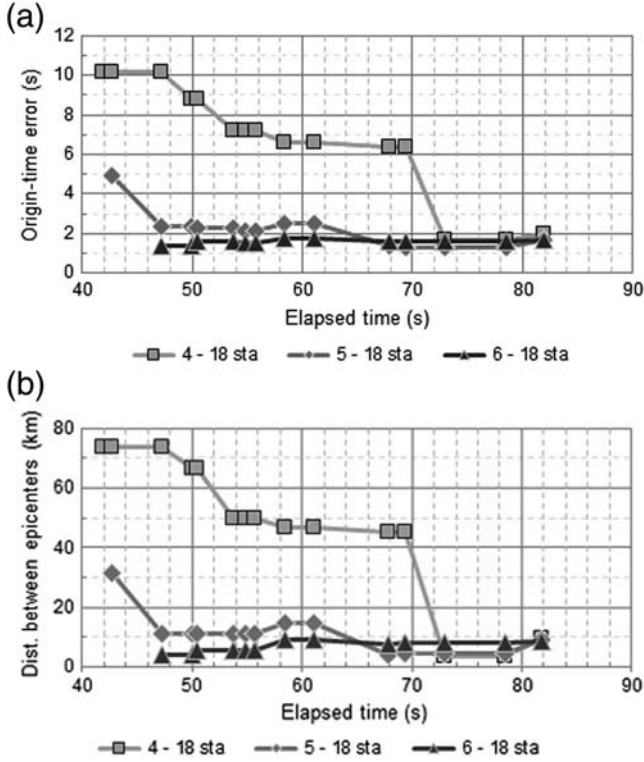 (a)
Origin-time error (s)
12
10
8
6
4
2
0
40 50 60 70 80 90
Elapsed time (s)
4 - 18 sta 5 - 18 sta 6 - 18 sta
(b)
Dist. between epicenters (km)
80
60
40
20
0
40 50 60 70 80 90
Elapsed time (s)
4 - 18 sta 5 - 18 sta 6 - 18 sta